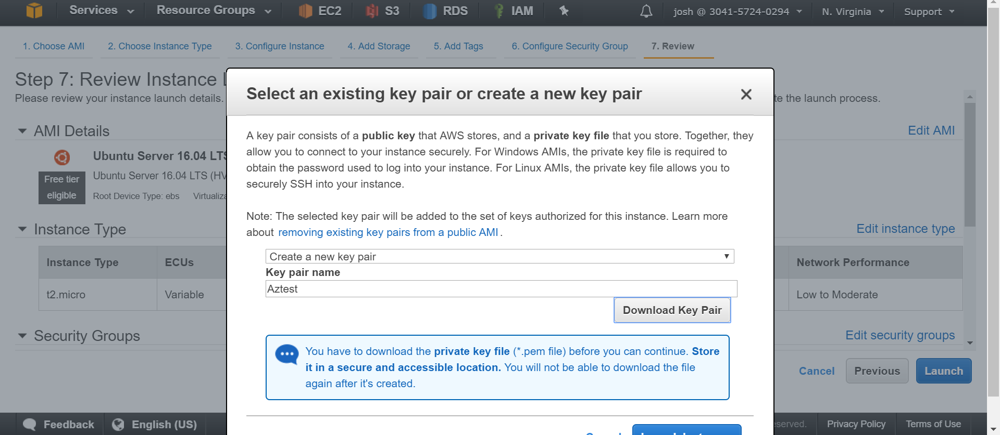 Services Resource Groups EC2 S3 RDS IAM josh @ 3041-5724-0294 N. Virginia Support
1. Choose AMI 2. Choose Instance Type 3. Configure Instance 4. Add Storage 5. Add Tags 6. Configure Security Group 7. Review
Step 7: Review Instance
Please review your instance launch details.
te the launch process.
AMI Details
Edit AMI
Ubuntu Server 16.04 LTS
Ubuntu Server 16.04 LTS (HV
Free tier
eligible
Root Device Type: ebs Virtualiza
Instance Type
Edit instance type
Instance Type ECUs Network Performance
t2.micro Variable Low to Moderate
Security Groups
Edit security groups
Cancel Previous Launch
Select an existing key pair or create a new key pair
A key pair consists of a public key that AWS stores, and a private key file that you store. Together, they
allow you to connect to your instance securely. For Windows AMIs, the private key file is required to
obtain the password used to log into your instance. For Linux AMIs, the private key file allows you to
securely SSH into your instance.
Note: The selected key pair will be added to the set of keys authorized for this instance. Learn more
about removing existing key pairs from a public AMI .
Create a new key pair
Key pair name
Aztest
Download Key Pair
You have to download the private key file (*.pem file) before you can continue. Store
it in a secure and accessible location. You will not be able to download the file
again after it's created.
Feedback English (US) served. Privacy Policy Terms of Use